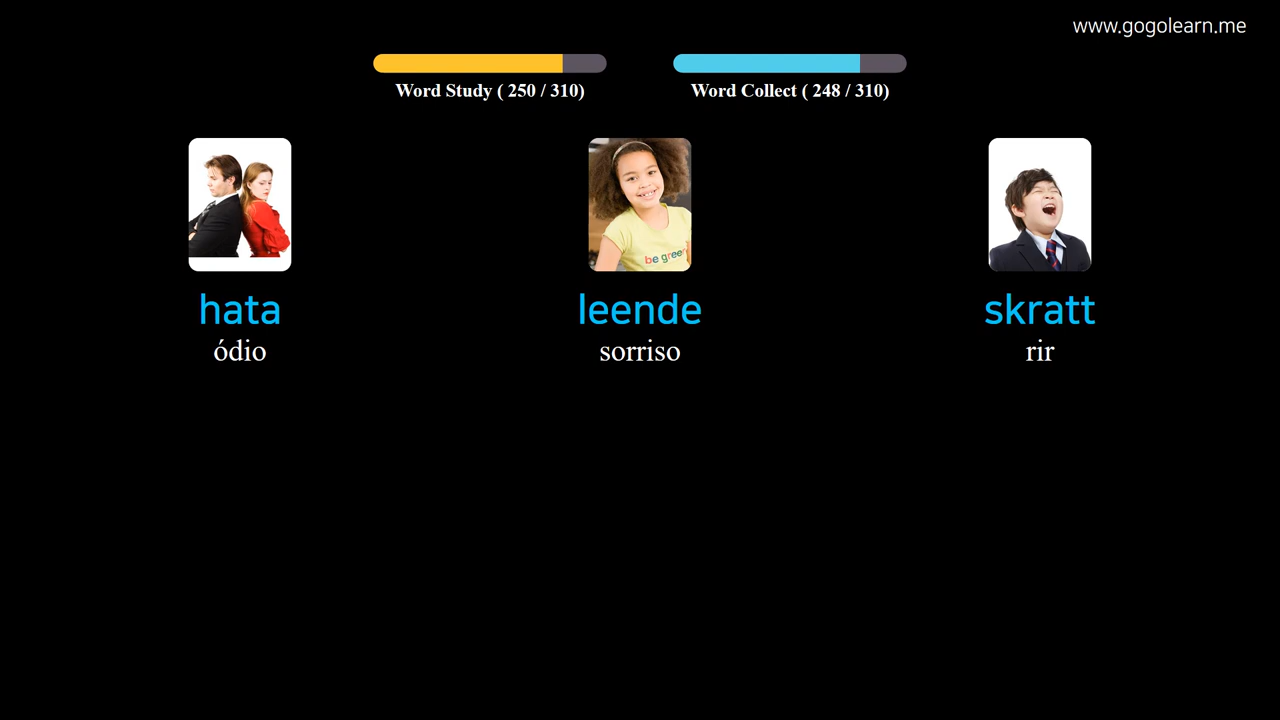 www.gogolearn.me
Word Study ( 250 / 310)
Word Collect ( 248 / 310)
be green
hata
leende
skratt
ódio
sorriso
rir